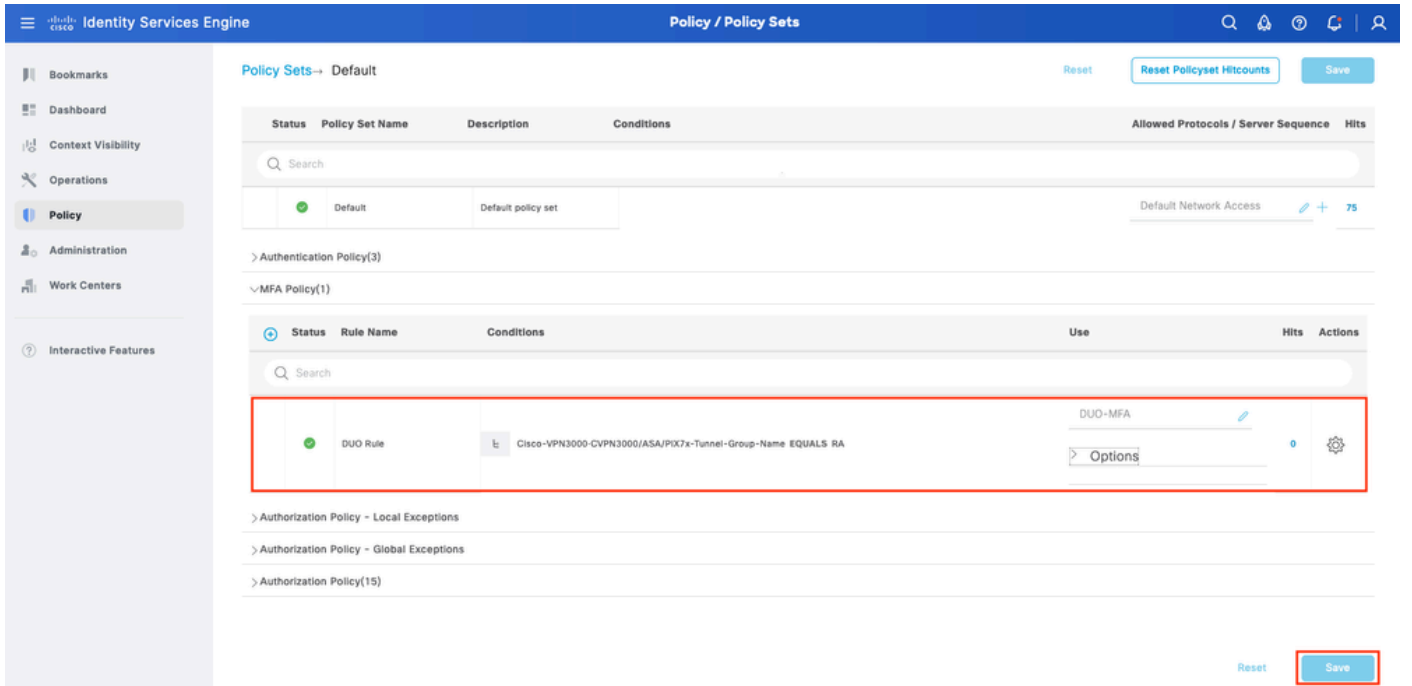 cisco Identity Services Engine
Policy / Policy Sets
Bookmarks
Dashboard
Context Visibility
Operations
Policy
Administration
Work Centers
Interactive Features
Policy Sets→ Default
Reset
Reset Policyset Hitcounts
Save
Status Policy Set Name Description Conditions Allowed Protocols / Server Sequence Hits
Search
Default Default policy set Default Network Access 75
Authentication Policy(3)
MFA Policy(1)
Status Rule Name Conditions Use Hits Actions
Search
DUO-MFA
DUO Rule Cisco-VPN3000-CVPN3000/ASA/PIX7x-Tunnel-Group-Name EQUALS RA 0
Options
Authorization Policy - Local Exceptions
Authorization Policy - Global Exceptions
Authorization Policy(15)
Reset
Save